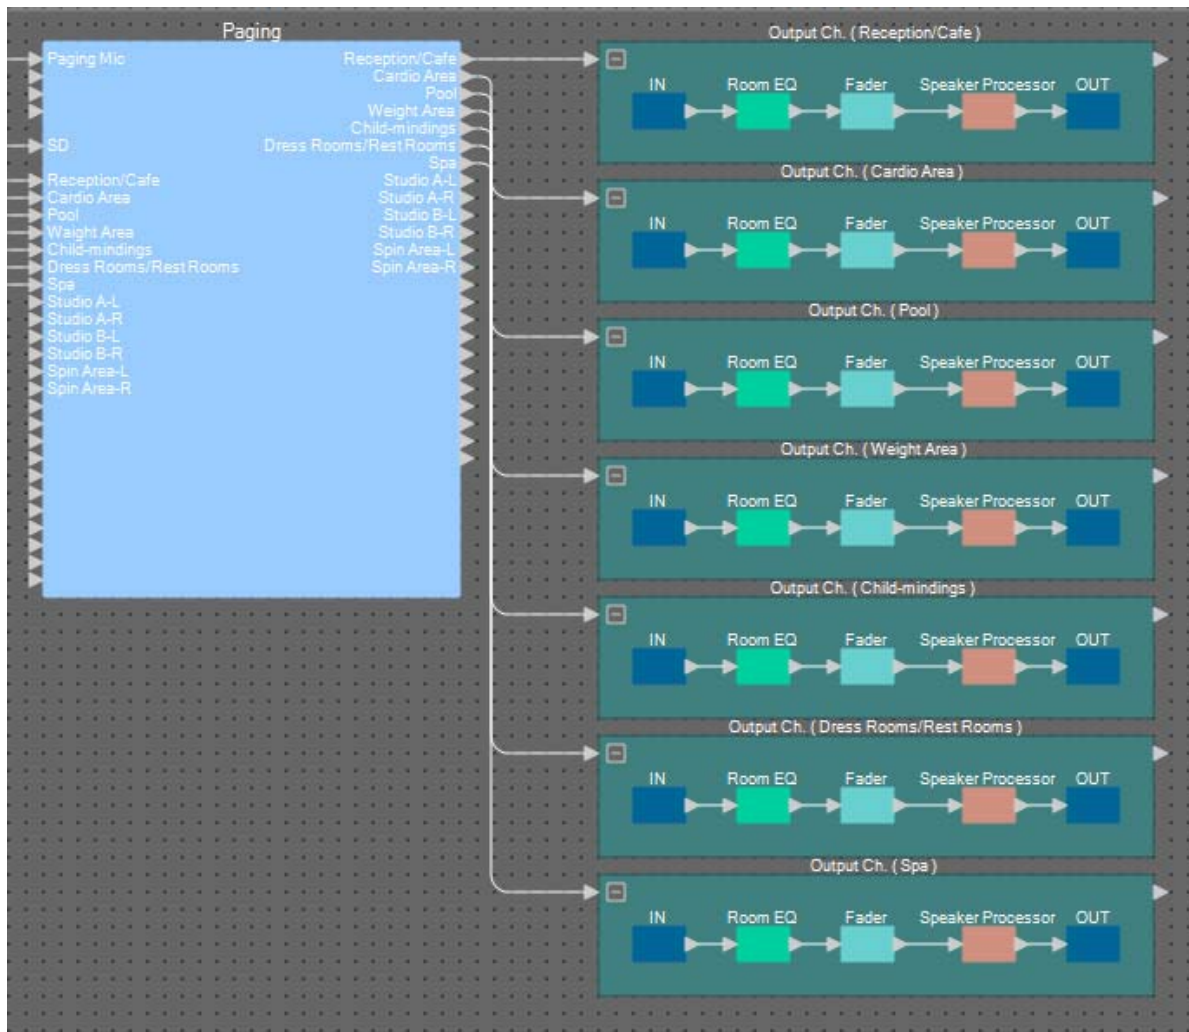 Paging
Paging Mic
SD
Reception/Cafe
Cardio Area
Pool
Waight Area
Child-mindings
Dress Rooms/Rest Rooms
Spa
Studio A-L
Studio A-R
Studio B-L
Studio B-R
Spin Area-L
Spin Area-R
Reception/Cafe
Cardio Area
Pool
Weight Area
Child-mindings
Dress Rooms/Rest Rooms
Spa
Studio A-L
Studio A-R
Studio B-L
Studio B-R
Spin Area-L
Spin Area-R
Output Ch. ( Reception/Cafe )
IN Room EQ Fader Speaker Processor OUT
Output Ch. ( Cardio Area )
IN Room EQ Fader Speaker Processor OUT
Output Ch. ( Pool )
IN Room EQ Fader Speaker Processor OUT
Output Ch. ( Weight Area )
IN Room EQ Fader Speaker Processor OUT
Output Ch. ( Child-mindings )
IN Room EQ Fader Speaker Processor OUT
Output Ch. ( Dress Rooms/Rest Rooms )
IN Room EQ Fader Speaker Processor OUT
Output Ch. ( Spa )
IN Room EQ Fader Speaker Processor OUT